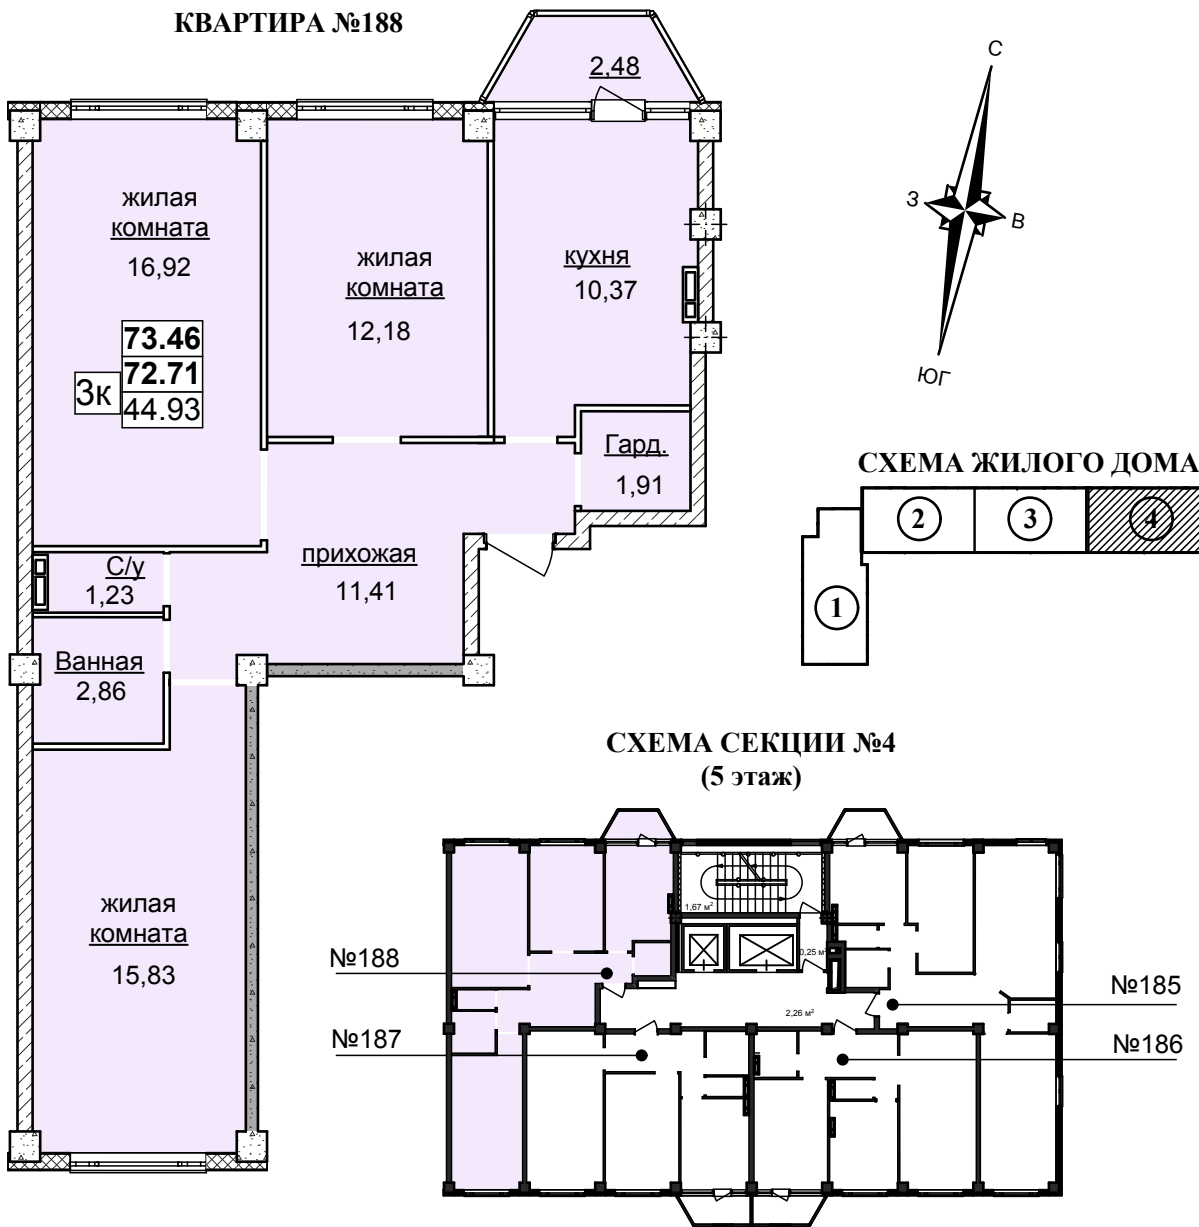 КВАРТИРА №188
2,48
жилая
комната
16,92
жилая
комната
12,18
кухня
10,37
73.46
72.71
44.93
3к
Гард.
1,91
прихожая
11,41
С/у
1,23
Ванная
2,86
жилая
комната
15,83
С
З
В
ЮГ
СХЕМА ЖИЛОГО ДОМА
2
3
4
1
СХЕМА СЕКЦИИ №4
(5 этаж)
1,67 м²
0,25 м²
2,26 м²
№188
№187
№185
№186